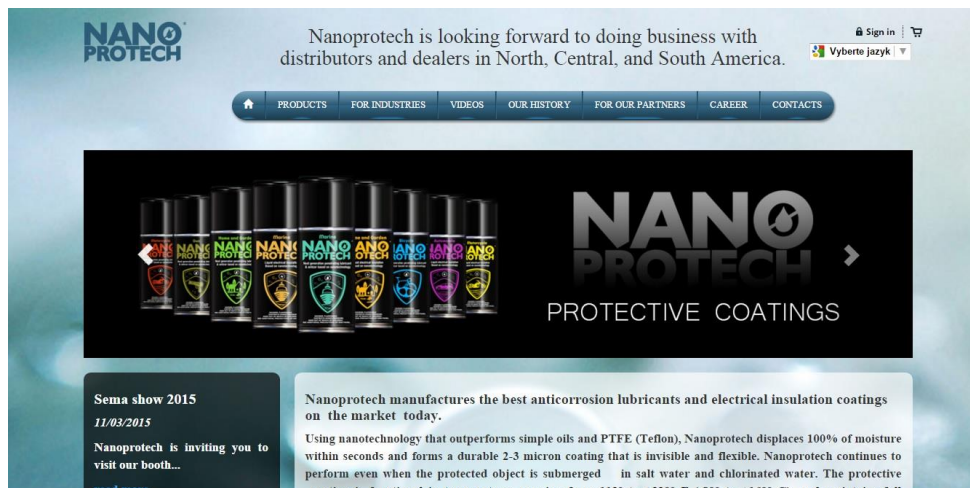 NANO
PROTECH
Nanoprotech is looking forward to doing business with
distributors and dealers in North, Central, and South America.
Sign in
Vyberte jazyk
PRODUCTS
FOR INDUSTRIES
VIDEOS
OUR HISTORY
FOR OUR PARTNERS
CAREER
CONTACTS
Marine
NANO
PROTECH
NANO
PROTECH
PROTECTIVE COATINGS
Sema show 2015
11/03/2015
Nanoprotech is inviting you to
visit our booth...
Nanoprotech manufactures the best anticorrosion lubricants and electrical insulation coatings
on the market today.
Using nanotechnology that outperforms simple oils and PTFE (Teflon), Nanoprotech displaces 100% of moisture
within seconds and forms a durable 2-3 micron coating that is invisible and flexible. Nanoprotech continues to
perform even when the protected object is submerged in salt water and chlorinated water. The protective